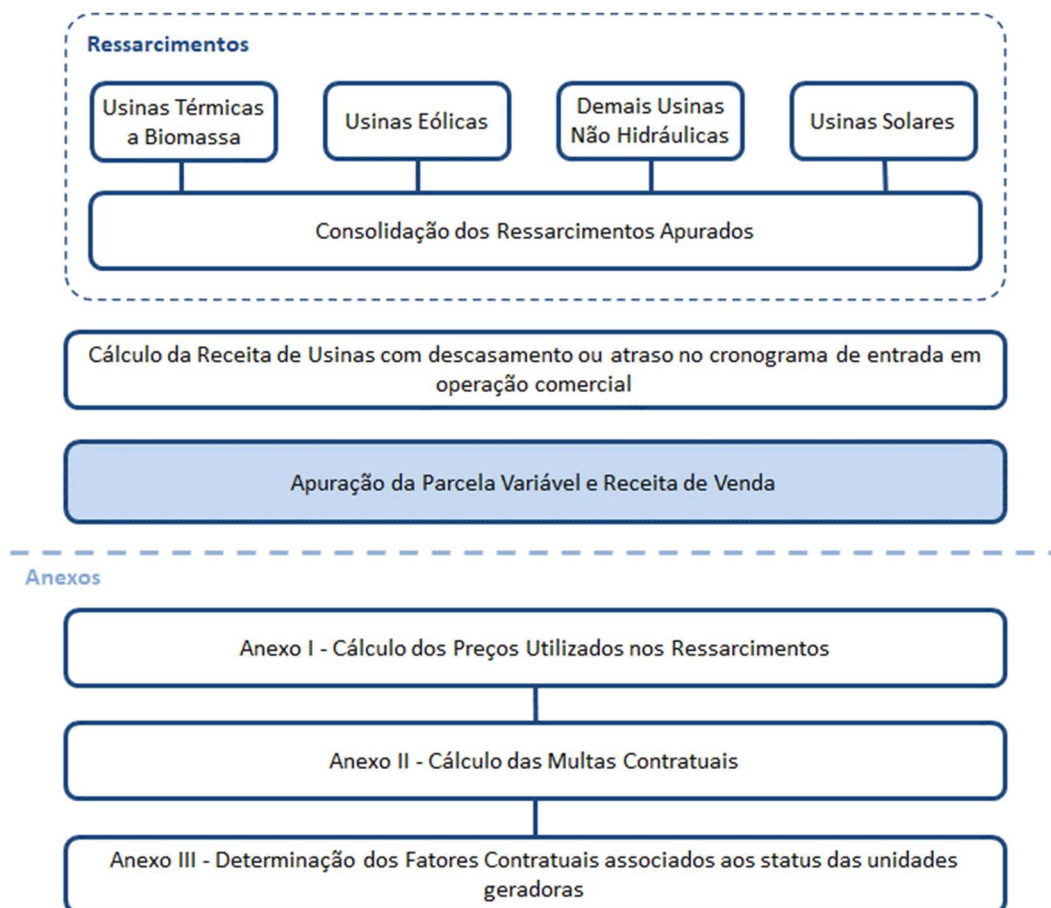 Ressarcimentos
Usinas Térmicas
a Biomassa
Usinas Eólicas
Demais Usinas
Não Hidráulicas
Usinas Solares
Consolidação dos Ressarcimentos Apurados
Cálculo da Receita de Usinas com descasamento ou atraso no cronograma de entrada em
operação comercial
Apuração da Parcela Variável e Receita de Venda
Anexos
Anexo I - Cálculo dos Preços Utilizados nos Ressarcimentos
Anexo II - Cálculo das Multas Contratuais
Anexo III - Determinação dos Fatores Contratuais associados aos status das unidades
geradoras